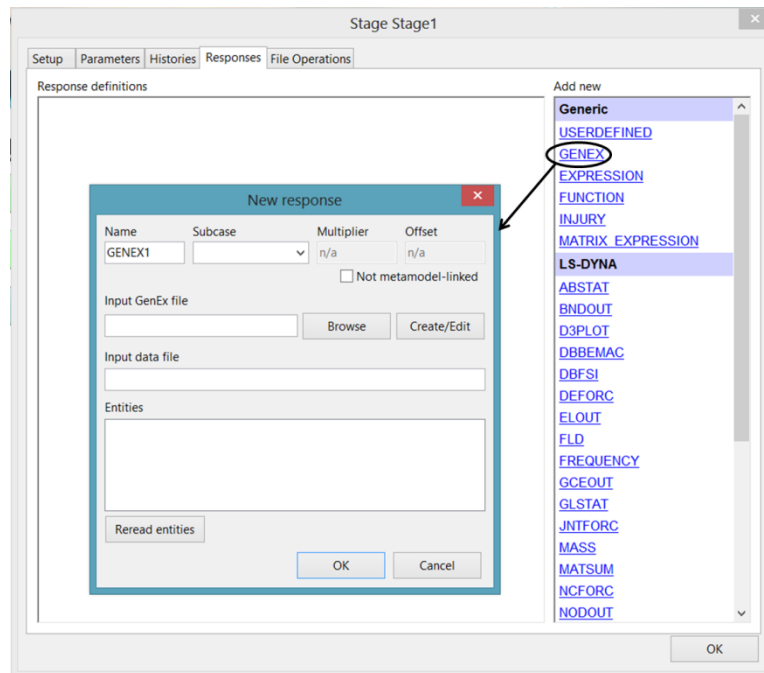 Stage Stage1
Setup Parameters Histories Responses File Operations
Response definitions
Add new
Generic
USERDEFINED
GENEX
EXPRESSION
FUNCTION
INJURY
MATRIX_EXPRESSION
LS-DYNA
ABSTAT
BNDOUT
D3PLOT
DBBEMAC
DBFSI
DEFORC
ELOUT
FLD
FREQUENCY
GCEOUT
GLSTAT
JNTFORC
MASS
MATSUM
NCFORC
NODOUT
New response
Name Subcase Multiplier Offset
GENEX1 n/a n/a
Not metamodel-linked
Input GenEx file
Browse Create/Edit
Input data file
Entities
Reread entities
OK Cancel
OK